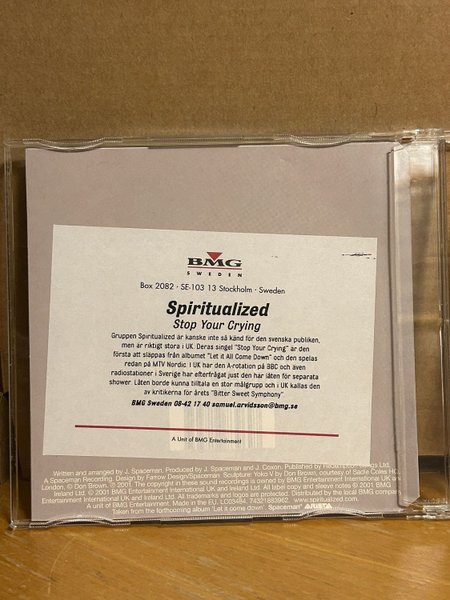 BMG
SWEDEN
Box 2082 · SE-103 13 Stockholm · Sweden
Spiritualized
Stop Your Crying
Gruppen Spiritualized är kanske inte så känd för den svenska publiken,
men är riktigt stora i UK. Deras singel "Stop Your Crying" är den
första att släppas från albumet "Let it All Come Down" och den spelas
redan på MTV Nordic. I UK har den A-rotation på BBC och även
radiostationer i Sverige har efterfrågat just den här låten för separata
shower. Låten borde kunna tilltala en stor målgrupp och i UK kallas den
av kritikerna för årets "Bitter Sweet Symphony"
BMG Sweden 08-42 17 40 samuel.arvidsson@bmg.se
A Unit of BMG Entertainment
Written and arranged by J. Spaceman. Produced by J. Spaceman and J. Coxon. Published by Music Ltd.
A Spaceman Recording. Design by Farrow Design/Spaceman. Sculpture: Yoko V by Don Brown, courtesy of Sadie Coles HQ,
London, © Don Brown. ℗ 2001. The copyright in these sound recordings is owned by BMG Entertainment International UK and
Ireland Ltd. © 2001 BMG Entertainment International UK and Ireland Ltd. All label copy and sleeve notes © 2001 BMG
Entertainment International UK and Ireland Ltd. All trademarks and logos are protected. Distributed by the local BMG company.
A unit of BMG Entertainment. Made in the EU. LC03484. 74321883962. www.spiritualized.com
Taken from the forthcoming album 'Let it come down'. Spaceman ARISTA